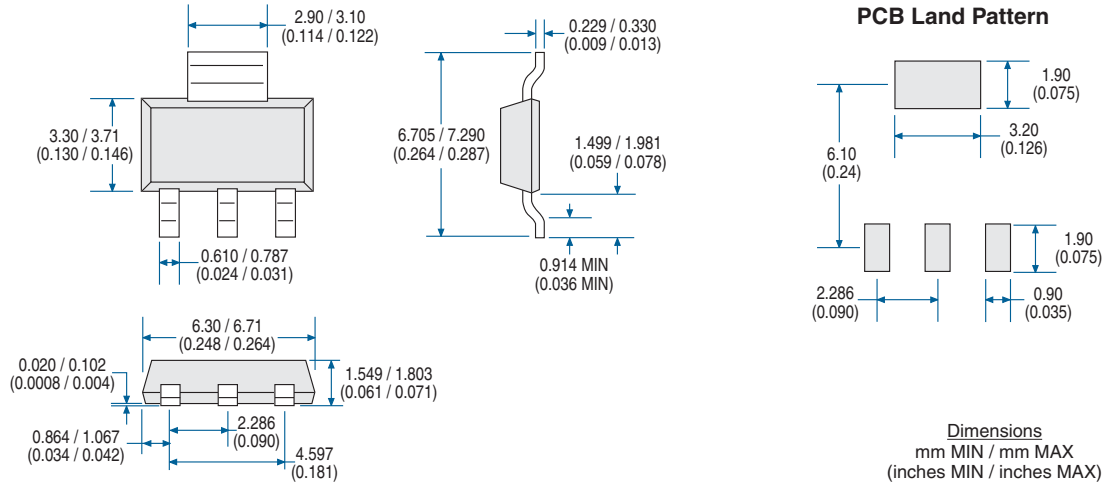 2.90 / 3.10
(0.114 / 0.122)
3.30 / 3.71
(0.130 / 0.146)
0.610 / 0.787
(0.024 / 0.031)
0.229 / 0.330
(0.009 / 0.013)
6.705 / 7.290
(0.264 / 0.287)
1.499 / 1.981
(0.059 / 0.078)
0.914 MIN
(0.036 MIN)
6.30 / 6.71
(0.248 / 0.264)
0.020 / 0.102
(0.0008 / 0.004)
1.549 / 1.803
(0.061 / 0.071)
0.864 / 1.067
(0.034 / 0.042)
2.286
(0.090)
4.597
(0.181)
PCB Land Pattern
1.90
(0.075)
3.20
(0.126)
6.10
(0.24)
1.90
(0.075)
2.286
(0.090)
0.90
(0.035)
Dimensions
mm MIN / mm MAX
(inches MIN / inches MAX)